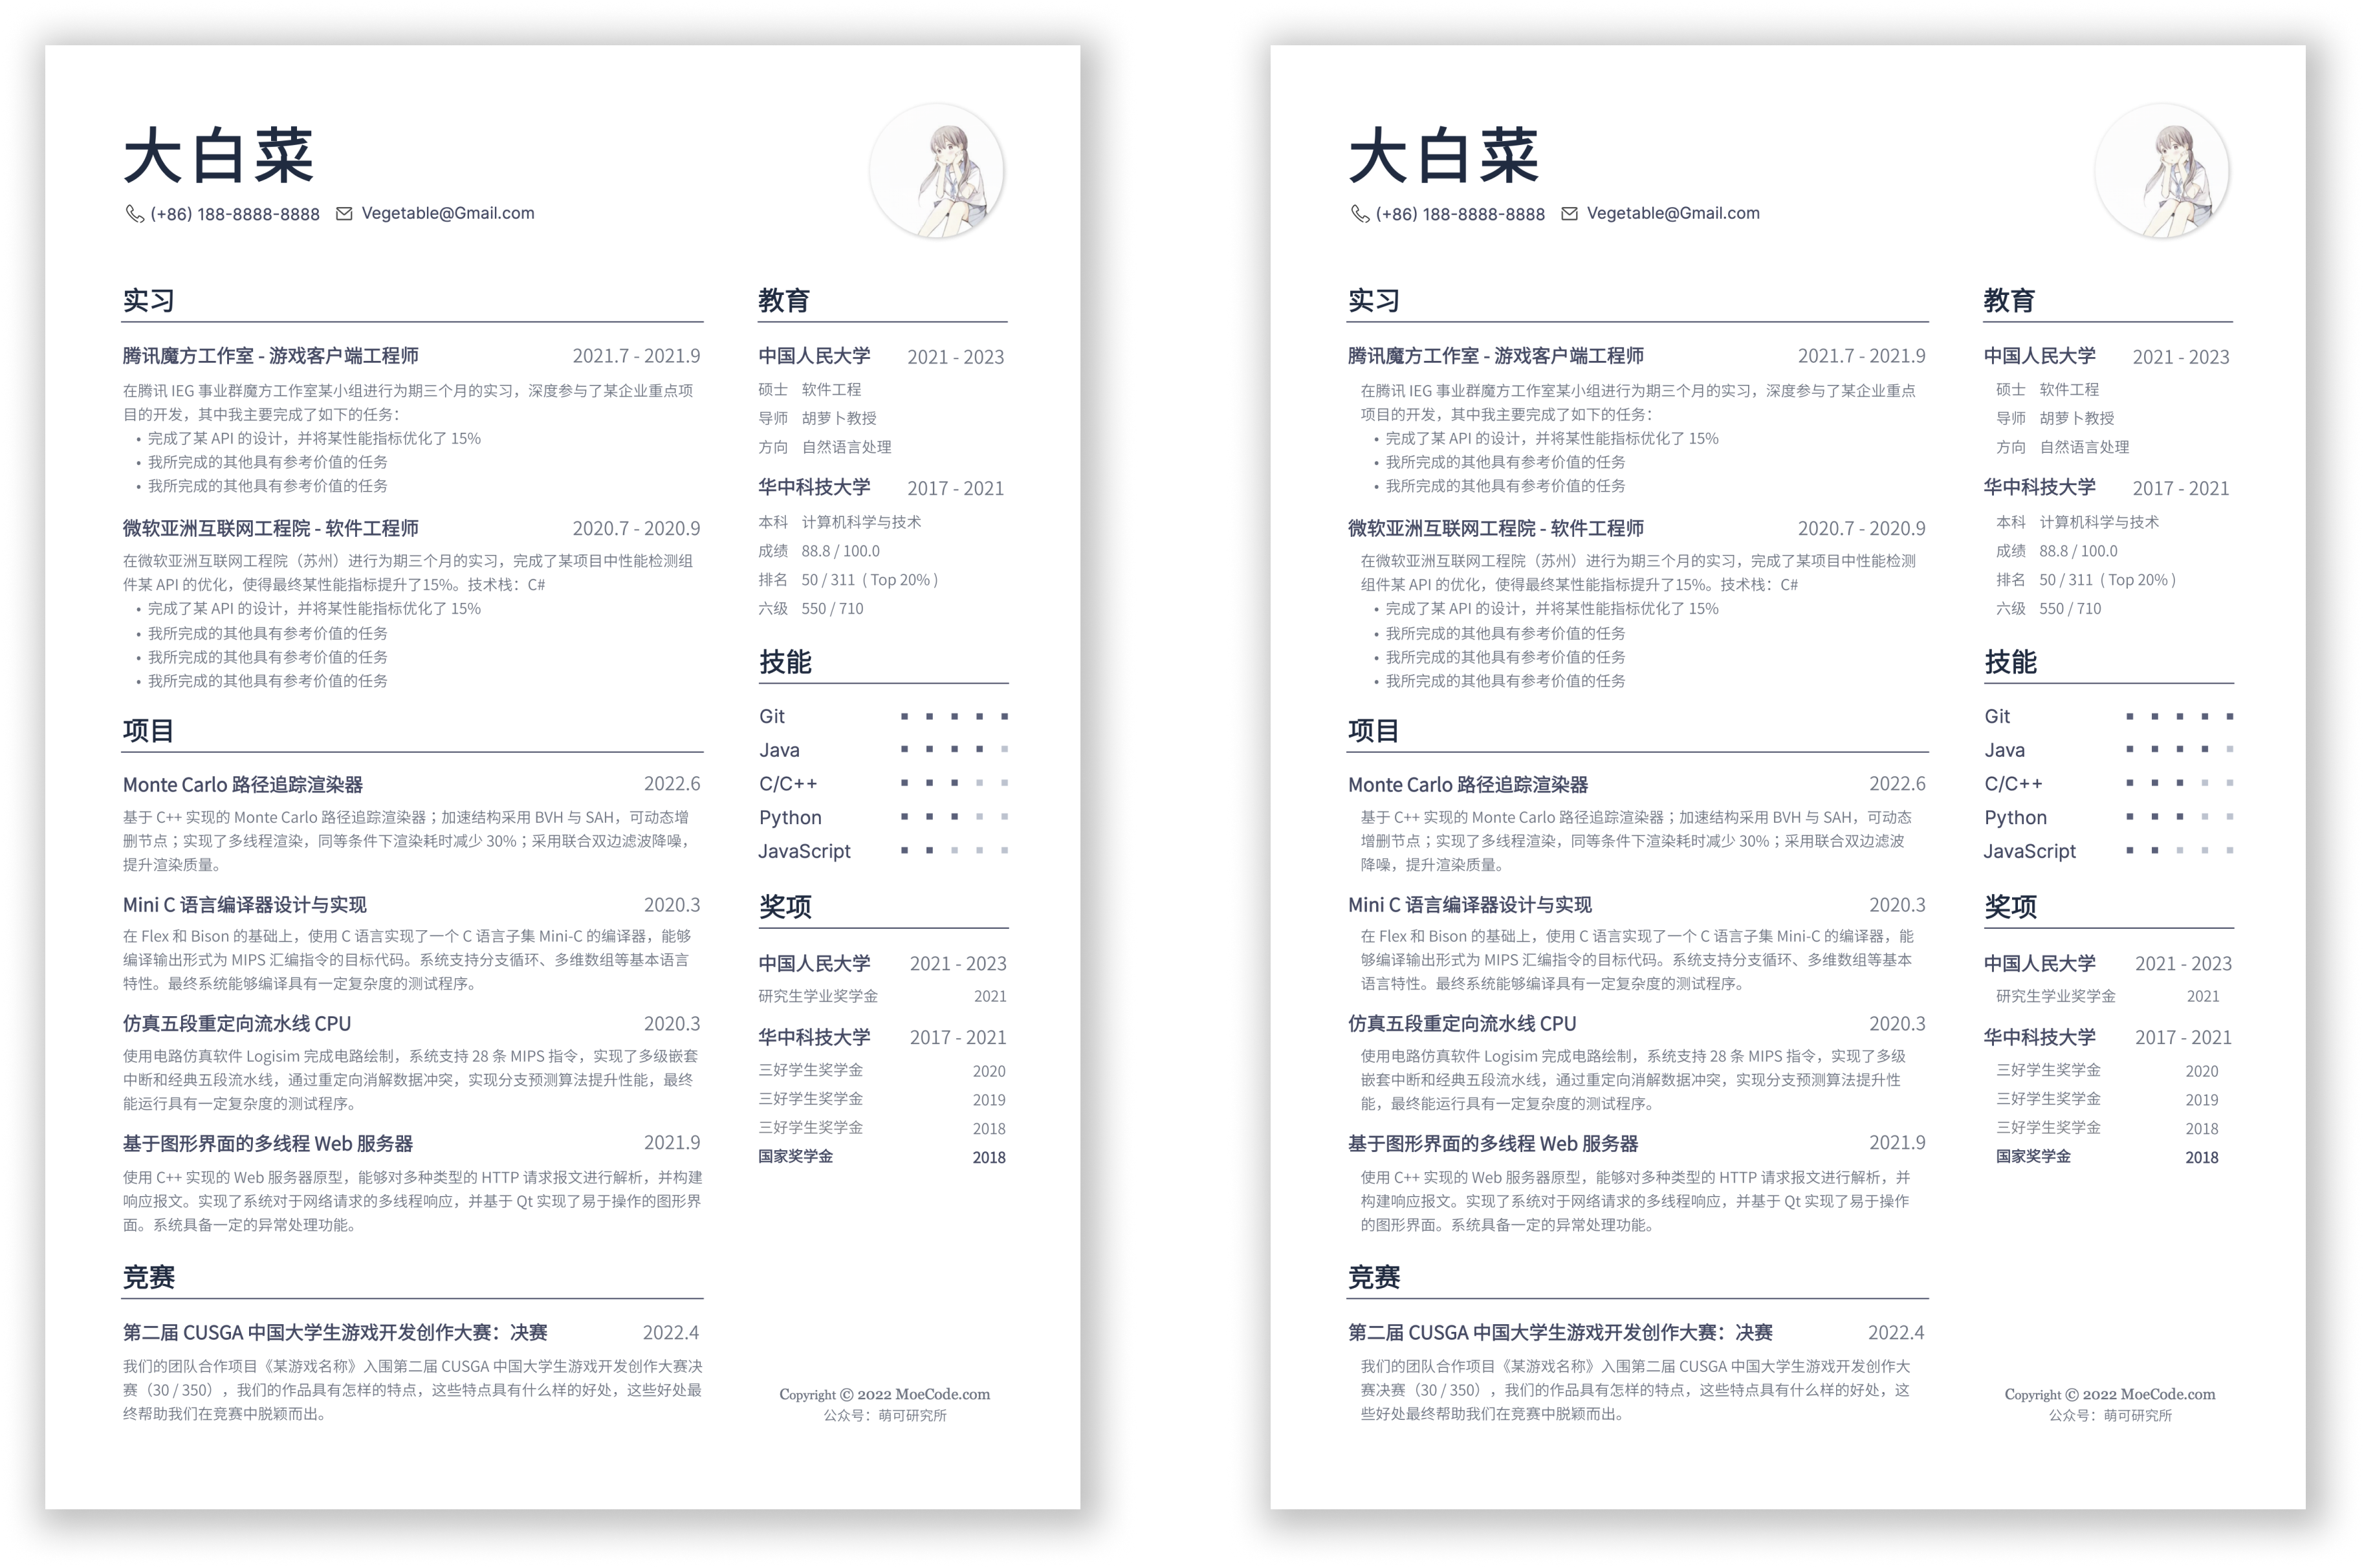 大白菜
(+86) 188-8888-8888 Vegetable@Gmail.com
实习
腾讯魔方工作室 - 游戏客户端工程师 2021.7 - 2021.9
在腾讯 IEG 事业群魔方工作室某小组进行为期三个月的实习，深度参与了某企业重点项
目的开发，其中我主要完成了如下的任务：
• 完成了某 API 的设计，并将某性能指标优化了 15%
• 我所完成的其他具有参考价值的任务
• 我所完成的其他具有参考价值的任务
微软亚洲互联网工程院 - 软件工程师 2020.7 - 2020.9
在微软亚洲互联网工程院（苏州）进行为期三个月的实习，完成了某项目中性能检测组
件某 API 的优化，使得最终某性能指标提升了15%。技术栈：C#
• 完成了某 API 的设计，并将某性能指标优化了 15%
• 我所完成的其他具有参考价值的任务
• 我所完成的其他具有参考价值的任务
• 我所完成的其他具有参考价值的任务
项目
Monte Carlo 路径追踪渲染器 2022.6
基于 C++ 实现的 Monte Carlo 路径追踪渲染器；加速结构采用 BVH 与 SAH，可动态增
删节点；实现了多线程渲染，同等条件下渲染耗时减少 30%；采用联合双边滤波降噪，
提升渲染质量。
Mini C 语言编译器设计与实现 2020.3
在 Flex 和 Bison 的基础上，使用 C 语言实现了一个 C 语言子集 Mini-C 的编译器，能够
编译输出形式为 MIPS 汇编指令的目标代码。系统支持分支循环、多维数组等基本语言
特性。最终系统能够编译具有一定复杂度的测试程序。
仿真五段重定向流水线 CPU 2020.3
使用电路仿真软件 Logisim 完成电路绘制，系统支持 28 条 MIPS 指令，实现了多级嵌套
中断和经典五段流水线，通过重定向消解数据冲突，实现分支预测算法提升性能，最终
能运行具有一定复杂度的测试程序。
基于图形界面的多线程 Web 服务器 2021.9
使用 C++ 实现的 Web 服务器原型，能够对多种类型的 HTTP 请求报文进行解析，并构建
响应报文。实现了系统对于网络请求的多线程响应，并基于 Qt 实现了易于操作的图形界
面。系统具备一定的异常处理功能。
竞赛
第二届 CUSGA 中国大学生游戏开发创作大赛：决赛 2022.4
我们的团队合作项目《某游戏名称》入围第二届 CUSGA 中国大学生游戏开发创作大赛决
赛（30 / 350），我们的作品具有怎样的特点，这些特点具有什么样的好处，这些好处最
终帮助我们在竞赛中脱颖而出。
教育
中国人民大学 2021 - 2023
硕士 软件工程
导师 胡萝卜教授
方向 自然语言处理
华中科技大学 2017 - 2021
本科 计算机科学与技术
成绩 88.8 / 100.0
排名 50 / 311 ( Top 20% )
六级 550 / 710
技能
Git
Java
C/C++
Python
JavaScript
奖项
中国人民大学 2021 - 2023
研究生学业奖学金 2021
华中科技大学 2017 - 2021
三好学生奖学金 2020
三好学生奖学金 2019
三好学生奖学金 2018
国家奖学金 2018
Copyright © 2022 MoeCode.com
公众号：萌可研究所
大白菜
(+86) 188-8888-8888 Vegetable@Gmail.com
实习
腾讯魔方工作室 - 游戏客户端工程师 2021.7 - 2021.9
在腾讯 IEG 事业群魔方工作室某小组进行为期三个月的实习，深度参与了某企业重点
项目的开发，其中我主要完成了如下的任务：
• 完成了某 API 的设计，并将某性能指标优化了 15%
• 我所完成的其他具有参考价值的任务
• 我所完成的其他具有参考价值的任务
微软亚洲互联网工程院 - 软件工程师 2020.7 - 2020.9
在微软亚洲互联网工程院（苏州）进行为期三个月的实习，完成了某项目中性能检测
组件某 API 的优化，使得最终某性能指标提升了15%。技术栈：C#
• 完成了某 API 的设计，并将某性能指标优化了 15%
• 我所完成的其他具有参考价值的任务
• 我所完成的其他具有参考价值的任务
• 我所完成的其他具有参考价值的任务
项目
Monte Carlo 路径追踪渲染器 2022.6
基于 C++ 实现的 Monte Carlo 路径追踪渲染器；加速结构采用 BVH 与 SAH，可动态
增删节点；实现了多线程渲染，同等条件下渲染耗时减少 30%；采用联合双边滤波
降噪，提升渲染质量。
Mini C 语言编译器设计与实现 2020.3
在 Flex 和 Bison 的基础上，使用 C 语言实现了一个 C 语言子集 Mini-C 的编译器，能
够编译输出形式为 MIPS 汇编指令的目标代码。系统支持分支循环、多维数组等基本
语言特性。最终系统能够编译具有一定复杂度的测试程序。
仿真五段重定向流水线 CPU 2020.3
使用电路仿真软件 Logisim 完成电路绘制，系统支持 28 条 MIPS 指令，实现了多级
嵌套中断和经典五段流水线，通过重定向消解数据冲突，实现分支预测算法提升性
能，最终能运行具有一定复杂度的测试程序。
基于图形界面的多线程 Web 服务器 2021.9
使用 C++ 实现的 Web 服务器原型，能够对多种类型的 HTTP 请求报文进行解析，并
构建响应报文。实现了系统对于网络请求的多线程响应，并基于 Qt 实现了易于操作
的图形界面。系统具备一定的异常处理功能。
竞赛
第二届 CUSGA 中国大学生游戏开发创作大赛：决赛 2022.4
我们的团队合作项目《某游戏名称》入围第二届 CUSGA 中国大学生游戏开发创作大
赛决赛（30 / 350），我们的作品具有怎样的特点，这些特点具有什么样的好处，这
些好处最终帮助我们在竞赛中脱颖而出。
教育
中国人民大学 2021 - 2023
硕士 软件工程
导师 胡萝卜教授
方向 自然语言处理
华中科技大学 2017 - 2021
本科 计算机科学与技术
成绩 88.8 / 100.0
排名 50 / 311 ( Top 20% )
六级 550 / 710
技能
Git
Java
C/C++
Python
JavaScript
奖项
中国人民大学 2021 - 2023
研究生学业奖学金 2021
华中科技大学 2017 - 2021
三好学生奖学金 2020
三好学生奖学金 2019
三好学生奖学金 2018
国家奖学金 2018
Copyright © 2022 MoeCode.com
公众号：萌可研究所